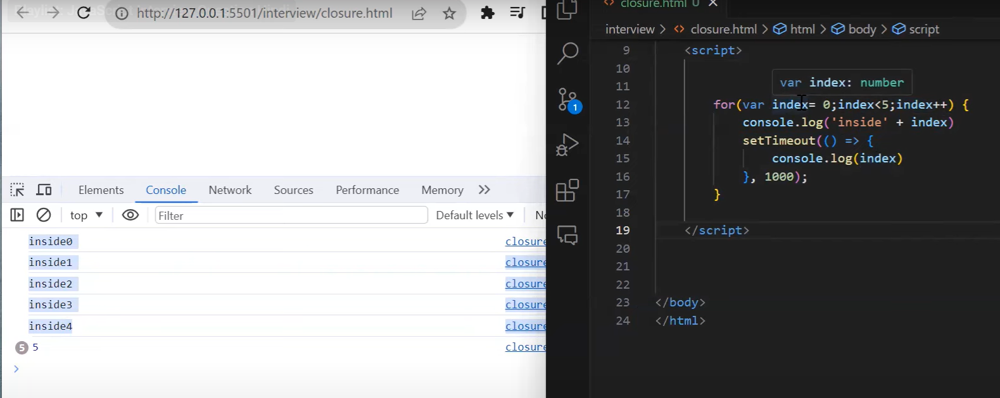 http://127.0.0.1:5501/interview/closure.html
Elements Console Network Sources Performance Memory
top Filter Default levels
inside0 closure
inside1 closure
inside2 closure
inside3 closure
inside4 closure
5 5 closure
closure.html U
1
interview > closure.html > html > body > script
9 <script>
10
var index: number
11
12 for(var index= 0;index<5;index++) {
13 console.log('inside' + index)
14 setTimeout(() => {
15 console.log(index)
16 }, 1000);
17 }
18
19 </script>
20
21
22
23 </body>
24 </html>